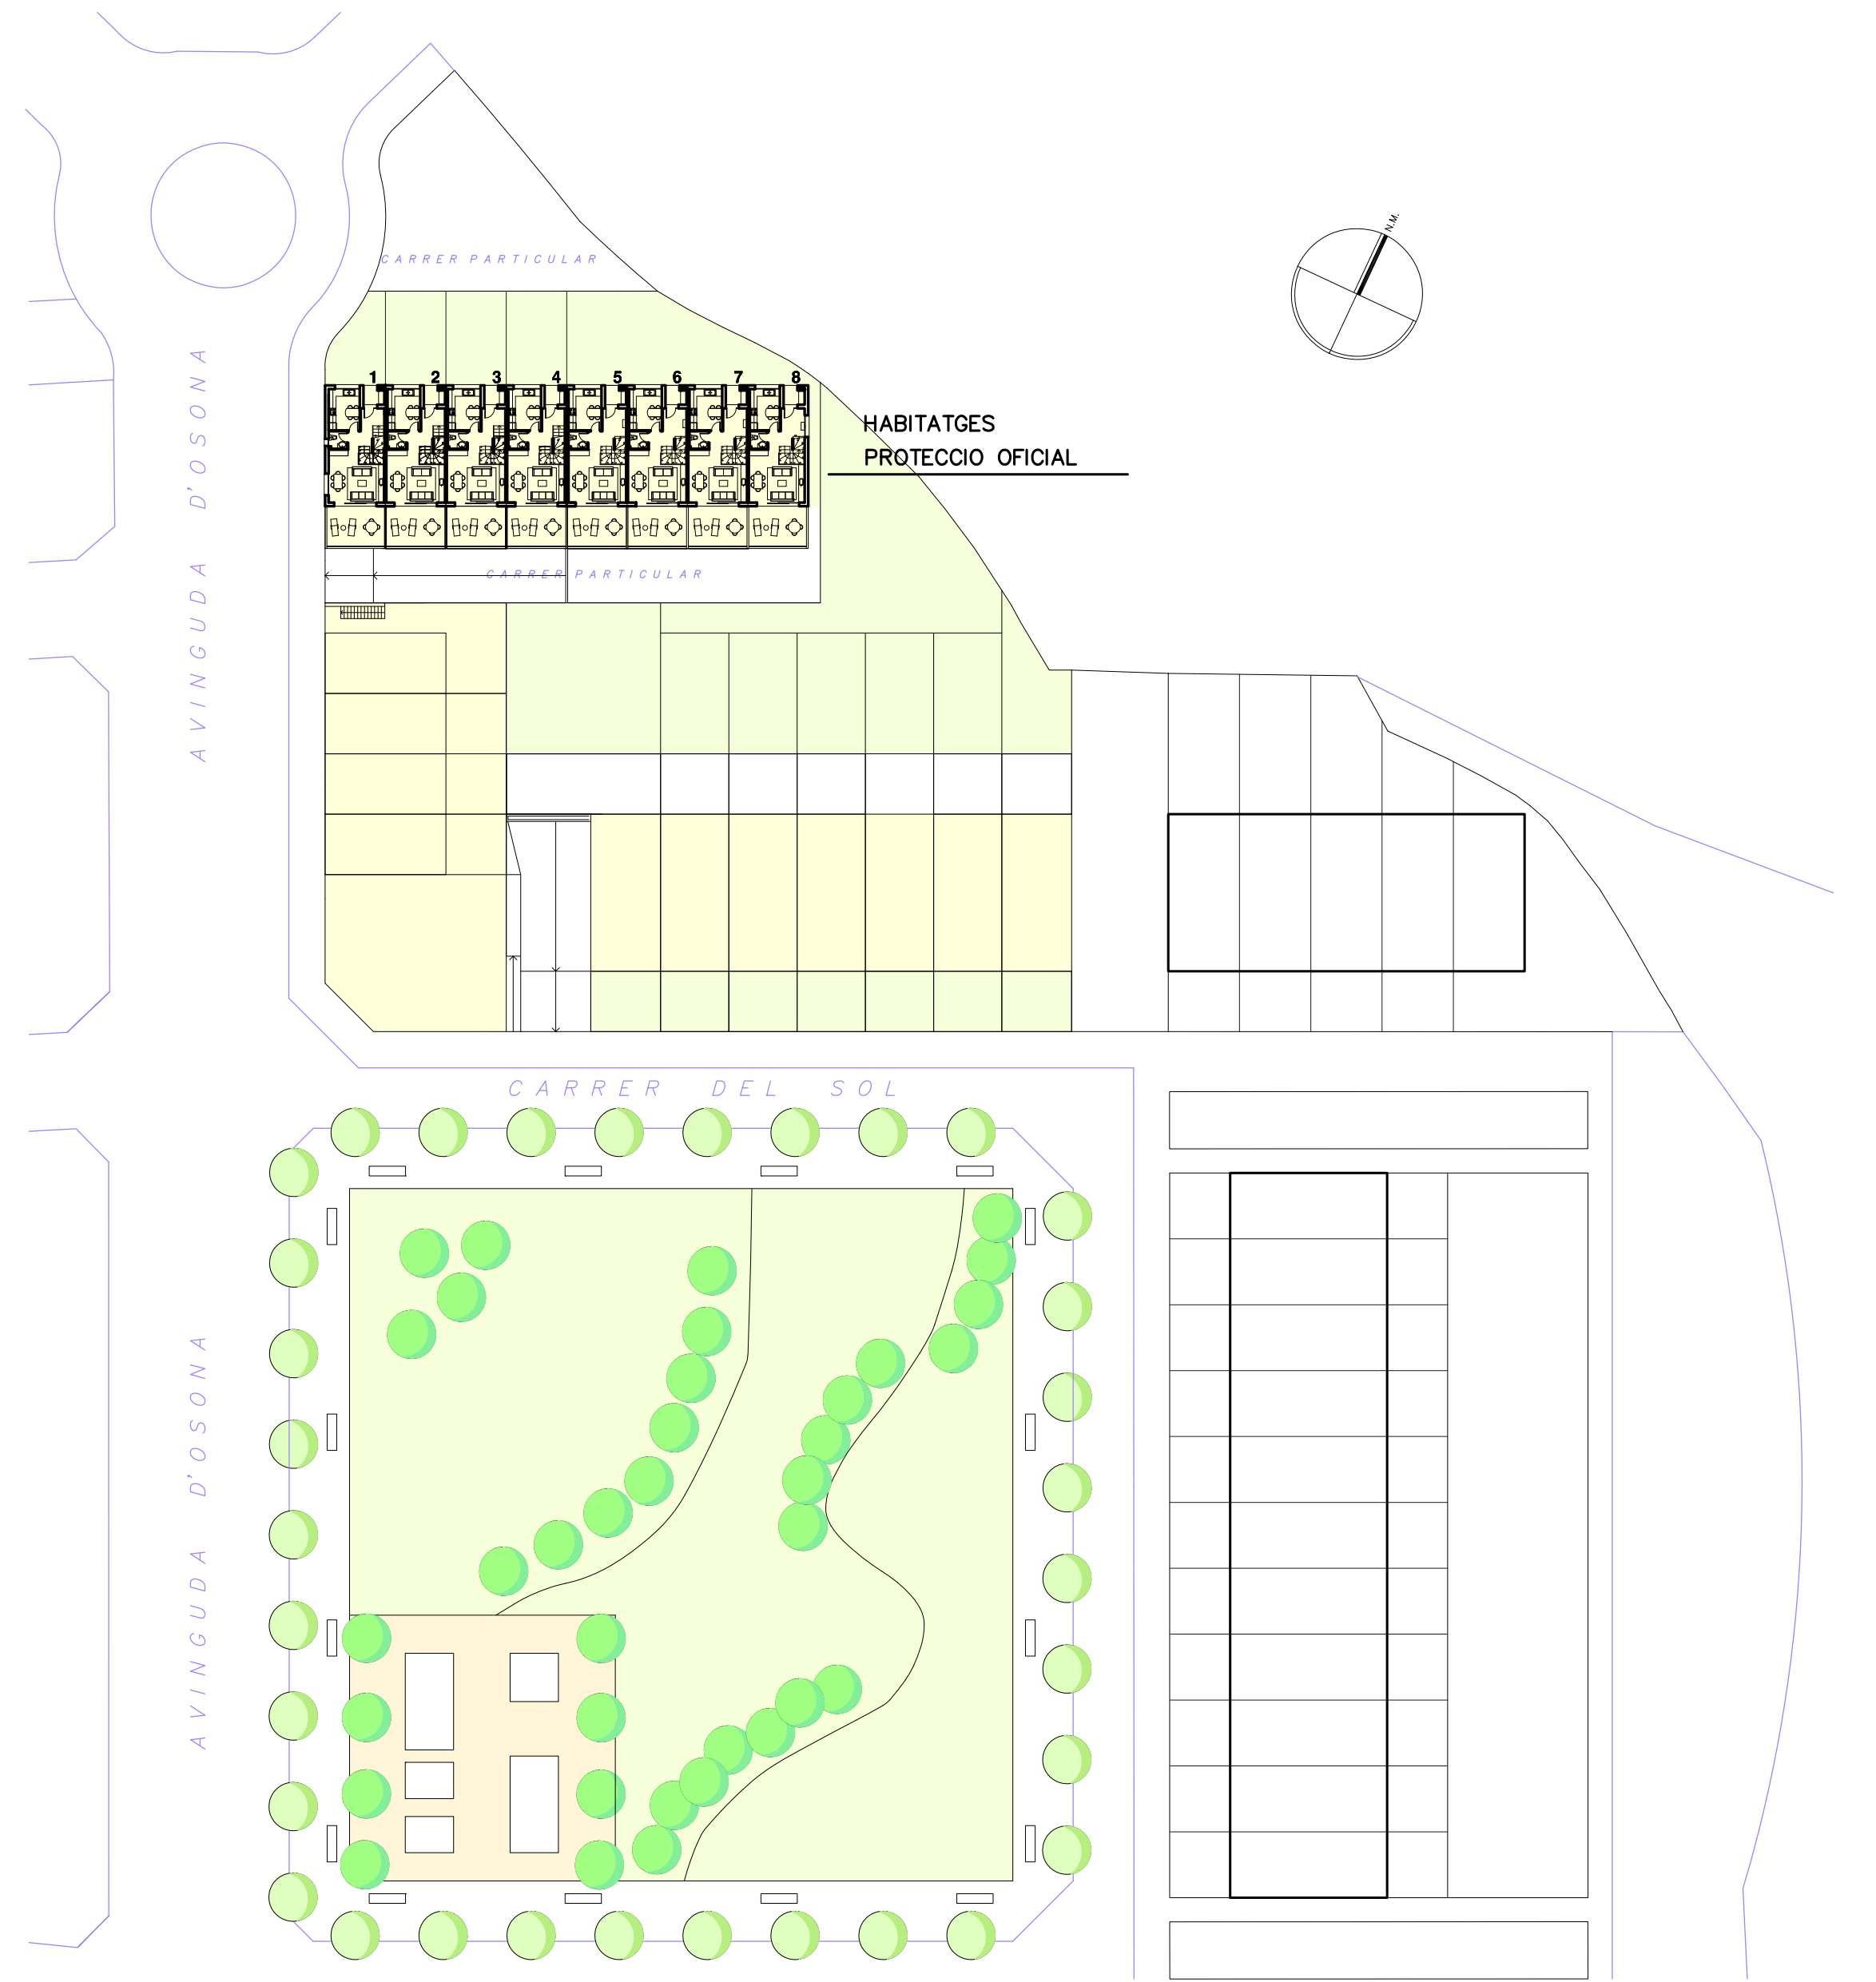 N.M.
CARRER PARTICULAR
1 2 3 4 5 6 7 8
HABITATGES
PROTECCIO OFICIAL
AVINGUDA D'OSONA
CARRER PARTICULAR
CARRER DEL SOL
AVINGUDA D'OSONA